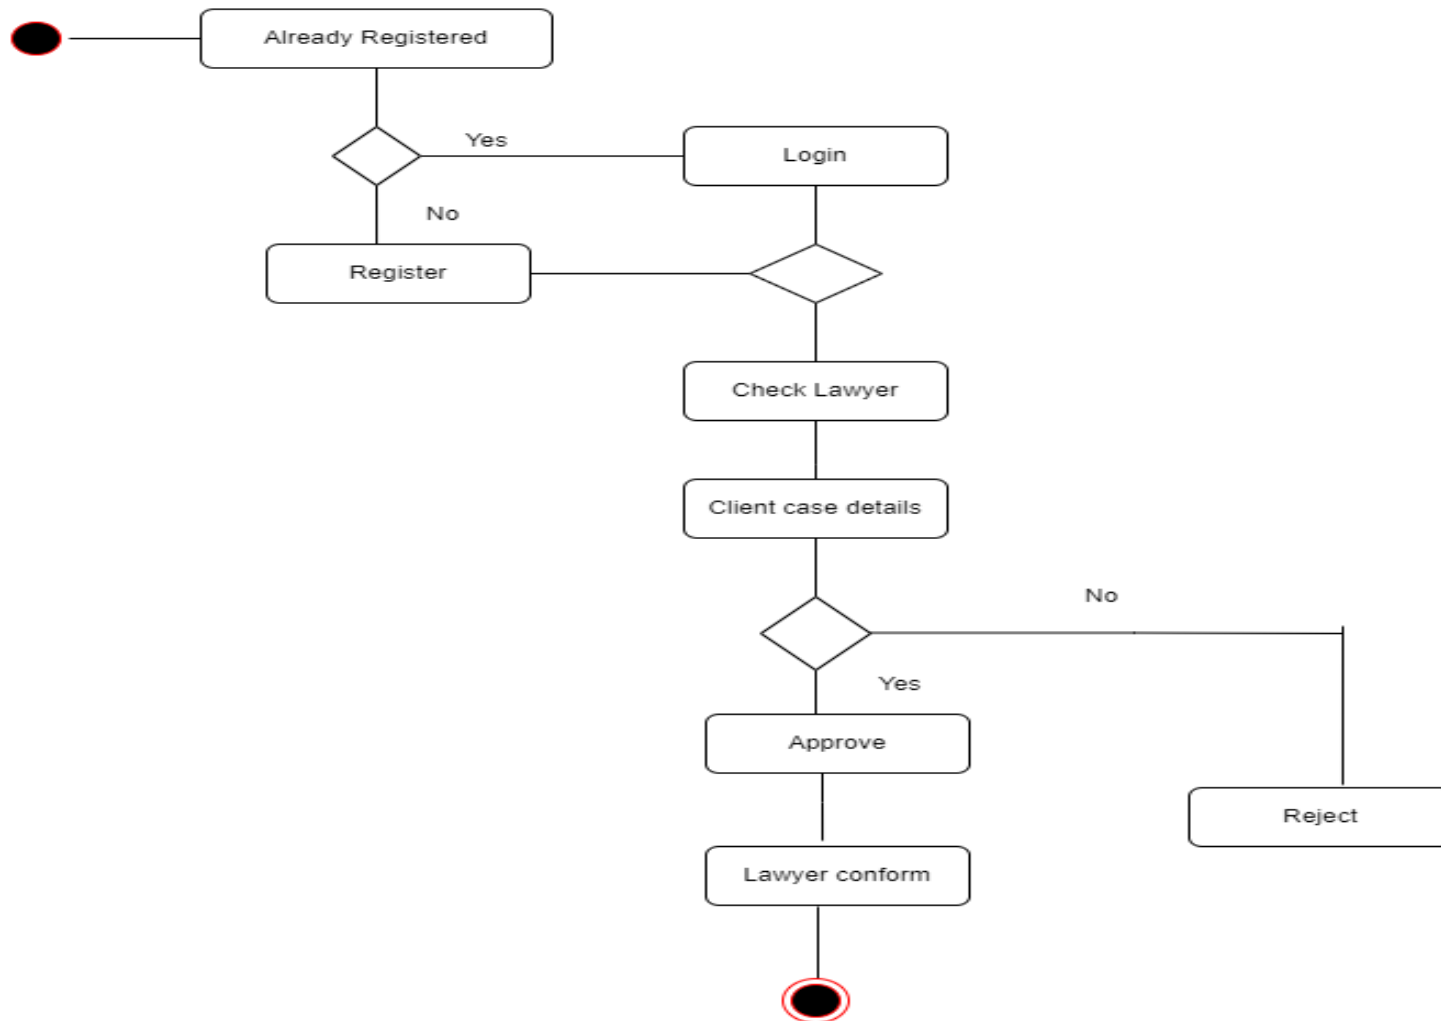 Already Registered
Yes
Login
No
Register
Check Lawyer
Client case details
No
Yes
Approve
Reject
Lawyer conform